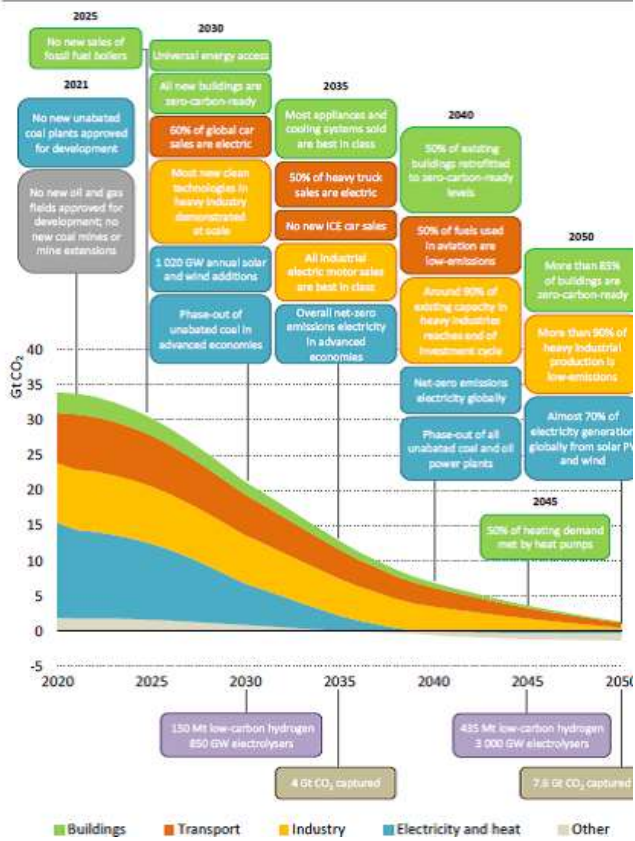 2025
No new sales of
fossil fuel boilers
2021
No new unabated
coal plants approved
for development
No new oil and gas
fields approved for
development; no
new coal mines or
mine extensions
2030
Universal energy access
All new buildings are
zero-carbon-ready
60% of global car
sales are electric
Most new clean
technologies in
heavy industry
demonstrated
at scale
1 020 GW annual solar
and wind additions
Phase-out of
unabated coal in
advanced economies
2035
Most appliances and
cooling systems sold
are best in class
50% of heavy truck
sales are electric
No new ICE car sales
All industrial
electric motor sales
are best in class
Overall net-zero
emissions electricity
in advanced
economies
2040
50% of existing
buildings retrofitted
to zero-carbon-ready
levels
50% of fuels used
in aviation are
low-emissions
Around 90% of
existing capacity in
heavy industries
reaches end of
investment cycle
Net-zero emissions
electricity globally
Phase-out of all
unabated coal and oil
power plants
2050
More than 85%
of buildings are
zero-carbon-ready
More than 90% of
heavy industrial
production is
low-emissions
Almost 70% of
electricity generation
globally from solar PV
and wind
2045
50% of heating demand
met by heat pumps
Gt CO₂
40
35
30
25
20
15
10
5
0
-5
2020
2025
2030
2035
2040
2045
2050
150 Mt low-carbon hydrogen
850 GW electrolysers
435 Mt low-carbon hydrogen
3 000 GW electrolysers
4 Gt CO₂ captured
7.6 Gt CO₂ captured
Buildings
Transport
Industry
Electricity and heat
Other